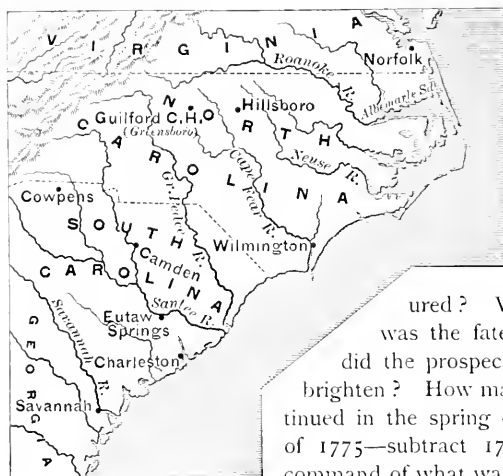 VIRGINIA
Norfolk
Roanoke R.
Albemarle Sd.
Guilford C.H.
(Greensboro)
Hillsboro
NORTH
CAROLINA
Neuse R.
Cape Fear R.
Gr. Pedee R.
Cowpens
SOUTH
CAROLINA
Camden
Wilmington
Santee R.
Eutaw
Springs
Charleston
Savannah R.
GEORGIA
Savannah
ured? W
was the fate
did the prospec
brighten? How ma
tinued in the spring
of 1775—subtract 17
command of what wa